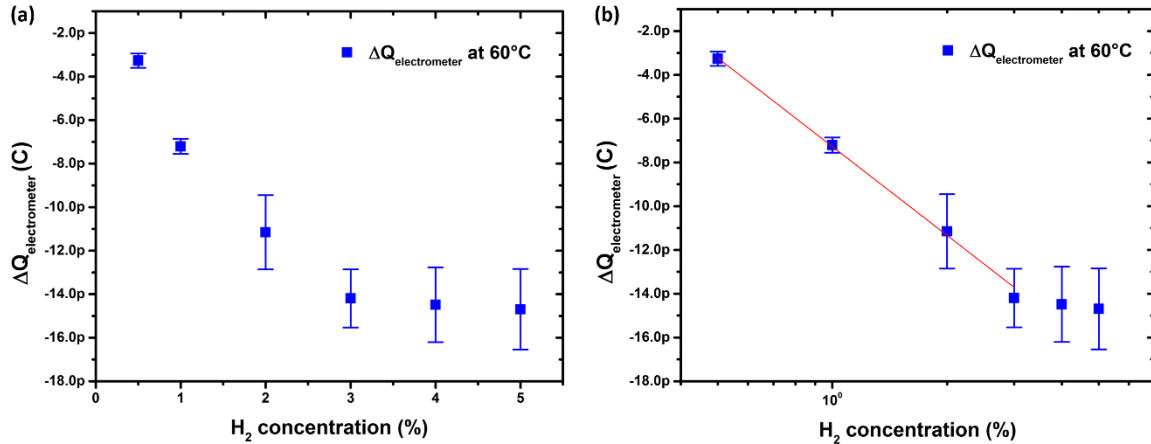 (a)
ΔQelectrometer at 60°C
-2.0p
-4.0p
-6.0p
-8.0p
-10.0p
-12.0p
-14.0p
-16.0p
-18.0p
ΔQelectrometer (C)
0 1 2 3 4 5
H2 concentration (%)
(b)
ΔQelectrometer at 60°C
-2.0p
-4.0p
-6.0p
-8.0p
-10.0p
-12.0p
-14.0p
-16.0p
-18.0p
ΔQelectrometer (C)
10⁰
H2 concentration (%)